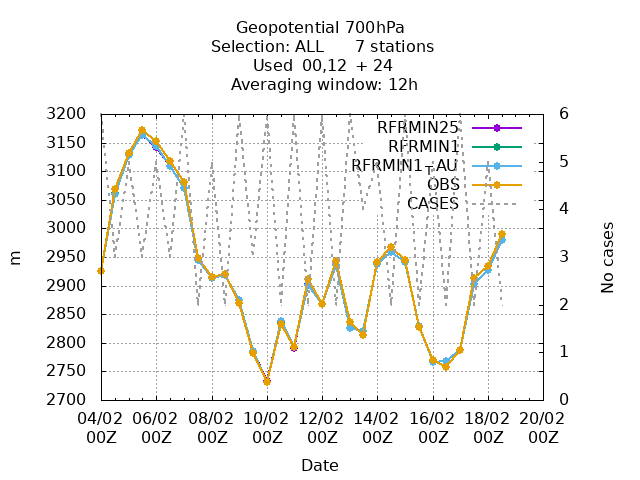 Geopotential 700hPa
Selection: ALL 7 stations
Used 00,12 + 24
Averaging window: 12h
3200
3150
3100
3050
3000
2950
2900
2850
2800
2750
2700
m
6
5
4
3
2
1
0
No cases
RFRMIN25
RFRMIN1
RFRMIN1-AU
OBS
CASES
04/02 06/02 08/02 10/02 12/02 14/02 16/02 18/02 20/02
00Z 00Z 00Z 00Z 00Z 00Z 00Z 00Z 00Z
Date